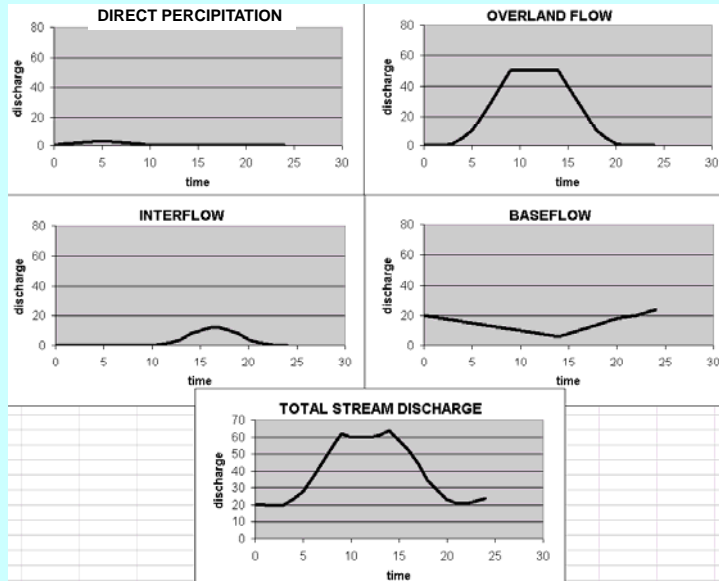 DIRECT PERCIPITATION
80
60
40
20
0
discharge
0 5 10 15 20 25 30
time
OVERLAND FLOW
80
60
40
20
0
discharge
0 5 10 15 20 25 30
time
INTERFLOW
80
60
40
20
0
discharge
0 5 10 15 20 25 30
time
BASEFLOW
80
60
40
20
0
discharge
0 5 10 15 20 25 30
time
TOTAL STREAM DISCHARGE
70
60
50
40
30
20
10
0
discharge
0 5 10 15 20 25 30
time